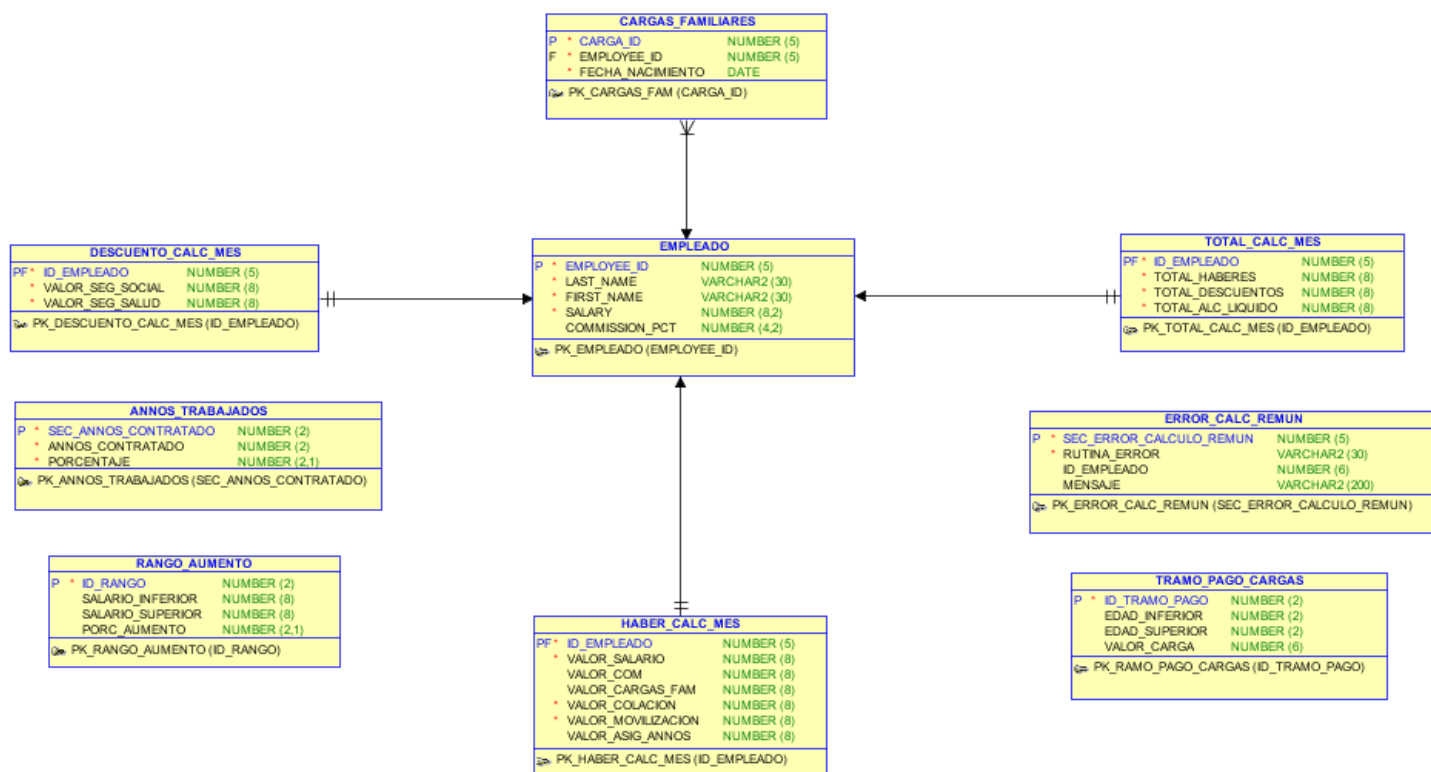 CARGAS_FAMILIARES
P * CARGA_ID NUMBER (5)
F * EMPLOYEE_ID NUMBER (5)
* FECHA_NACIMIENTO DATE
PK_CARGAS_FAM (CARGA_ID)
DESCUENTO_CALC_MES
PF * ID_EMPLEADO NUMBER (5)
* VALOR_SEG_SOCIAL NUMBER (8)
* VALOR_SEG_SALUD NUMBER (8)
PK_DESCUENTO_CALC_MES (ID_EMPLEADO)
EMPLEADO
P * EMPLOYEE_ID NUMBER (5)
* LAST_NAME VARCHAR2 (30)
* FIRST_NAME VARCHAR2 (30)
* SALARY NUMBER (8,2)
COMMISSION_PCT NUMBER (4,2)
PK_EMPLEADO (EMPLOYEE_ID)
TOTAL_CALC_MES
PF * ID_EMPLEADO NUMBER (5)
* TOTAL_HABERES NUMBER (8)
* TOTAL_DESCUENTOS NUMBER (8)
* TOTAL_ALC_LIQUIDO NUMBER (8)
PK_TOTAL_CALC_MES (ID_EMPLEADO)
ANNOS_TRABAJADOS
P * SEC_ANNOS_CONTRATADO NUMBER (2)
* ANNOS_CONTRATADO NUMBER (2)
* PORCENTAJE NUMBER (2,1)
PK_ANNOS_TRABAJADOS (SEC_ANNOS_CONTRATADO)
ERROR_CALC_REMUN
P * SEC_ERROR_CALCULO_REMUN NUMBER (5)
* RUTINA_ERROR VARCHAR2 (30)
ID_EMPLEADO NUMBER (6)
MENSAJE VARCHAR2 (200)
PK_ERROR_CALC_REMUN (SEC_ERROR_CALCULO_REMUN)
RANGO_AUMENTO
P * ID_RANGO NUMBER (2)
SALARIO_INFERIOR NUMBER (8)
SALARIO_SUPERIOR NUMBER (8)
PORC_AUMENTO NUMBER (2,1)
PK_RANGO_AUMENTO (ID_RANGO)
TRAMO_PAGO_CARGAS
P * ID_TRAMO_PAGO NUMBER (2)
EDAD_INFERIOR NUMBER (2)
EDAD_SUPERIOR NUMBER (2)
VALOR_CARGA NUMBER (6)
PK_RAMO_PAGO_CARGAS (ID_TRAMO_PAGO)
HABER_CALC_MES
PF * ID_EMPLEADO NUMBER (5)
* VALOR_SALARIO NUMBER (8)
VALOR_COM NUMBER (8)
VALOR_CARGAS_FAM NUMBER (8)
* VALOR_COLACION NUMBER (8)
* VALOR_MOVILIZACION NUMBER (8)
VALOR_ASIG_ANNOS NUMBER (8)
PK_HABER_CALC_MES (ID_EMPLEADO)